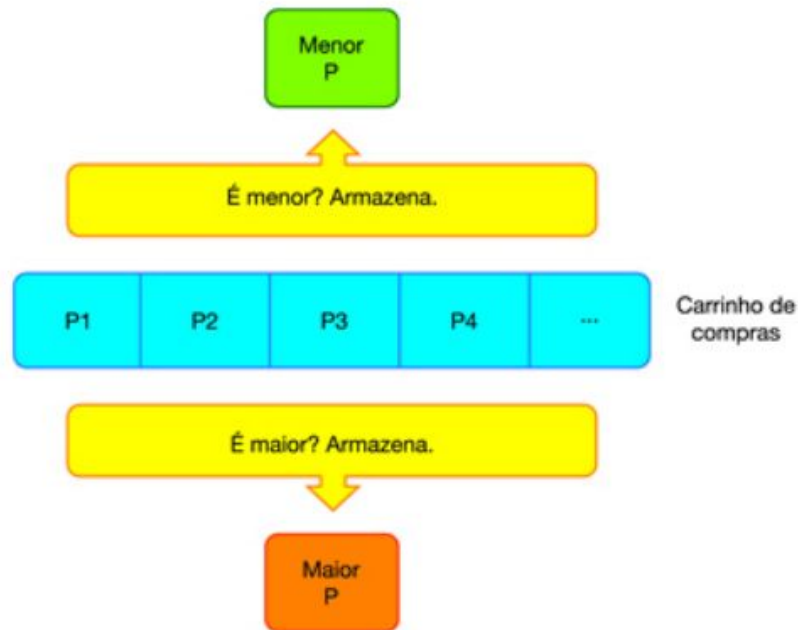 Menor
P
É menor? Armazena.
P1
P2
P3
P4
...
Carrinho de
compras
É maior? Armazena.
Maior
P